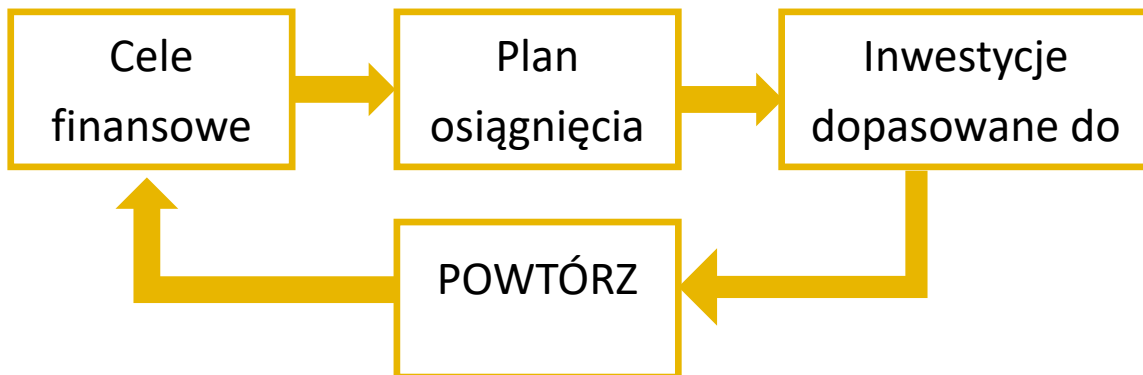 Cele
finansowe
Plan
osiągnięcia
Inwestycje
dopasowane do
POWTÓRZ